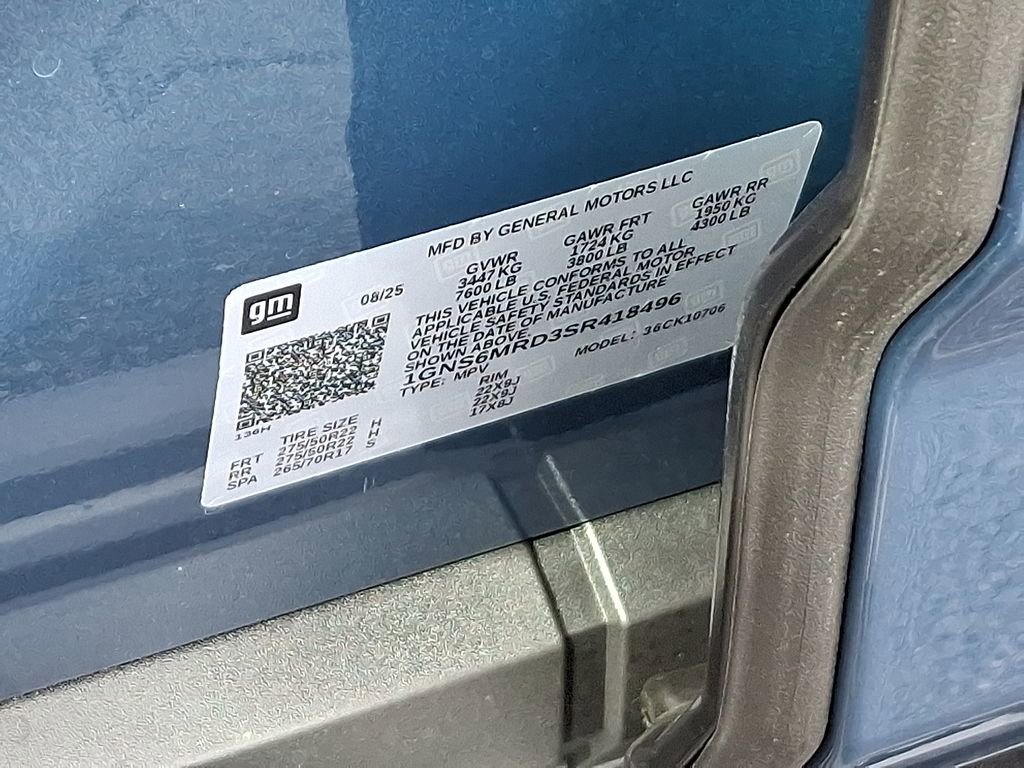 MFD BY GENERAL MOTORS LLC
gm
08/25
GVWR GAWR FRT GAWR RR
3447 KG 1724 KG 1950 KG
7600 LB 3800 LB 4300 LB
THIS VEHICLE CONFORMS TO ALL
APPLICABLE U.S. FEDERAL MOTOR
VEHICLE SAFETY STANDARDS IN EFFECT
ON THE DATE OF MANUFACTURE
SHOWN ABOVE.
1GNS6MRD3SR418496
TYPE: MPV MODEL: 36CK10706
136H
TIRE SIZE RIM
FRT 275/50R22 H 22X9J
RR 275/50R22 H 22X9J
SPA 265/70R17 S 17X8J